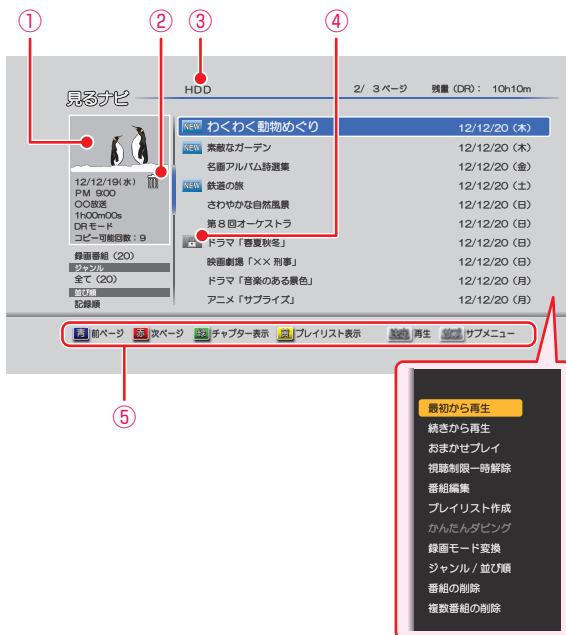 ① ② ③ ④
見るナビ
HDD 2/ 3ページ 残量(DR): 10h10m
12/12/19(水)
PM 9:00
〇〇放送
1h00m00s
DRモード
コピー可能回数:9
録画番組(20)
ジャンル
全て(20)
並び順
記録順
NEW わくわく動物めぐり 12/12/20(木)
NEW 素敵なガーデン 12/12/20(木)
名画アルバム詩選集 12/12/20(金)
NEW 鉄道の旅 12/12/20(土)
さわやかな自然風景 12/12/20(日)
第8回オーケストラ 12/12/20(日)
ドラマ「春夏秋冬」 12/12/20(日)
映画劇場「×× 刑事」 12/12/20(日)
ドラマ「音楽のある景色」 12/12/20(月)
アニメ「サプライズ」 12/12/20(月)
青 前ページ 赤 次ページ 緑 チャプター表示 黄 プレイリスト表示 再生 サブメニュー
⑤
最初から再生
続きから再生
おまかせプレイ
視聴制限一時解除
番組編集
プレイリスト作成
かんたんダビング
録画モード変換
ジャンル / 並び順
番組の削除
複数番組の削除